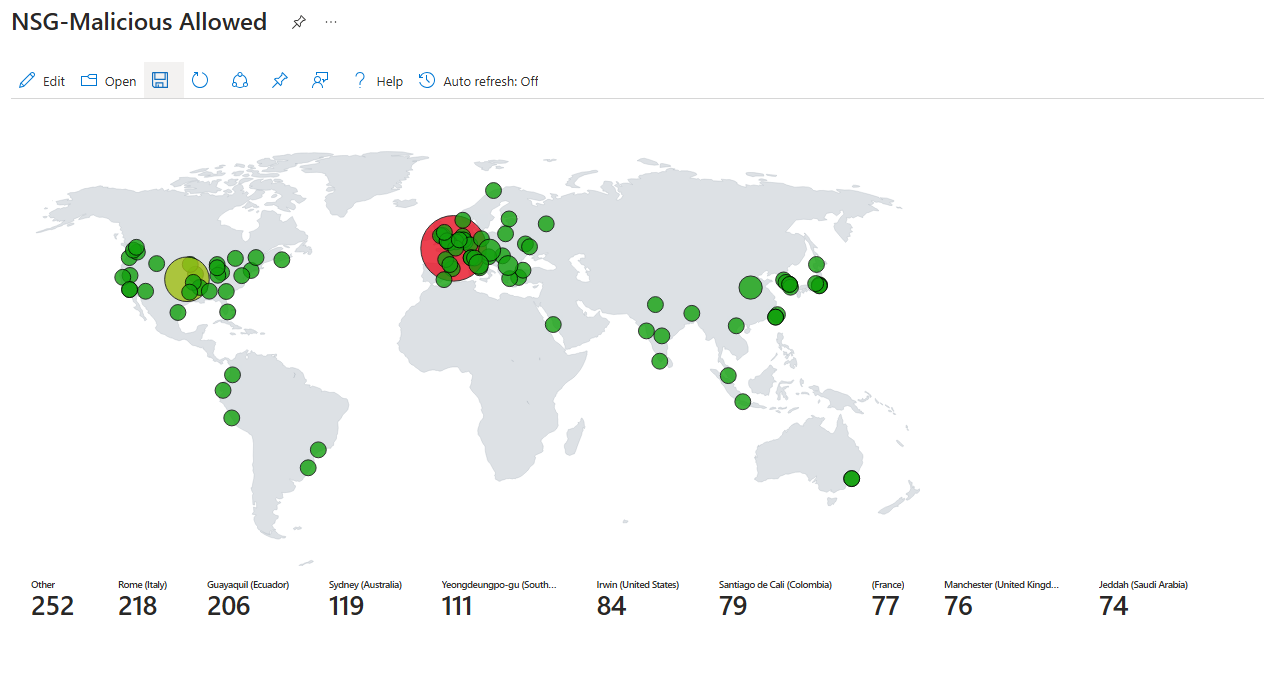 NSG-Malicious Allowed
Edit Open Help Auto refresh: Off
Other Rome (Italy) Guayaquil (Ecuador) Sydney (Australia) Yeongdeungpo-gu (South... Irwin (United States) Santiago de Cali (Colombia) (France) Manchester (United Kingd... Jeddah (Saudi Arabia)
252 218 206 119 111 84 79 77 76 74